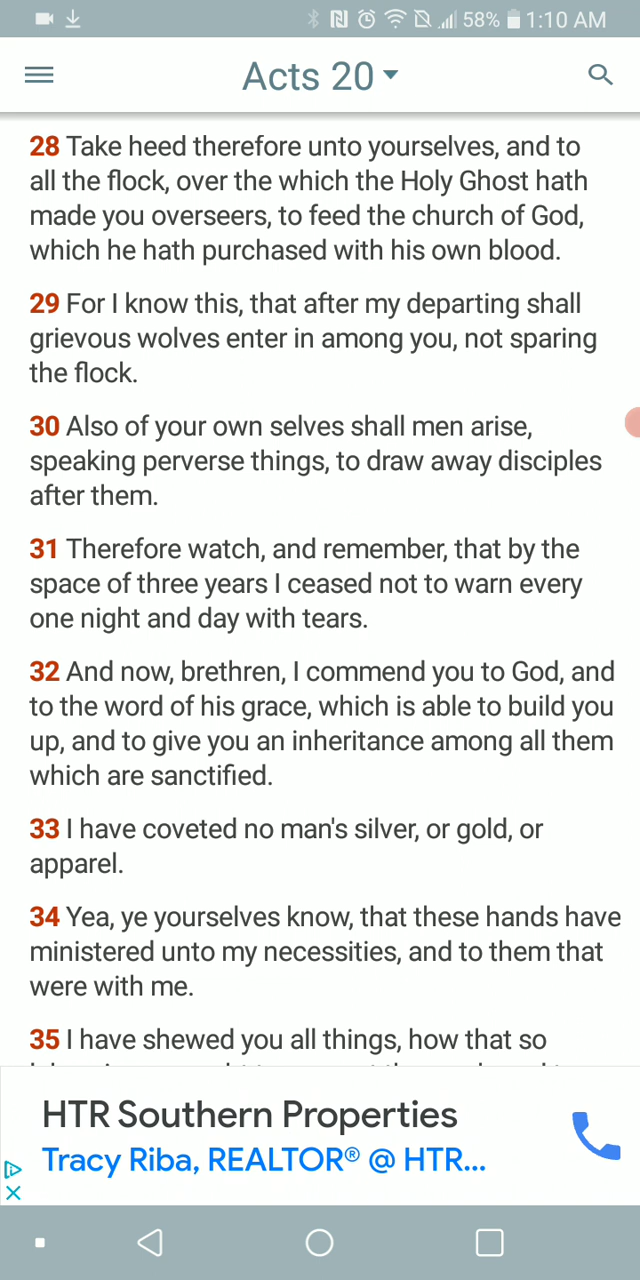 58% 1:10 AM
Acts 20
28 Take heed therefore unto yourselves, and to
all the flock, over the which the Holy Ghost hath
made you overseers, to feed the church of God,
which he hath purchased with his own blood.
29 For I know this, that after my departing shall
grievous wolves enter in among you, not sparing
the flock.
30 Also of your own selves shall men arise,
speaking perverse things, to draw away disciples
after them.
31 Therefore watch, and remember, that by the
space of three years I ceased not to warn every
one night and day with tears.
32 And now, brethren, I commend you to God, and
to the word of his grace, which is able to build you
up, and to give you an inheritance among all them
which are sanctified.
33 I have coveted no man's silver, or gold, or
apparel.
34 Yea, ye yourselves know, that these hands have
ministered unto my necessities, and to them that
were with me.
35 I have shewed you all things, how that so
HTR Southern Properties
Tracy Riba, REALTOR® @ HTR...